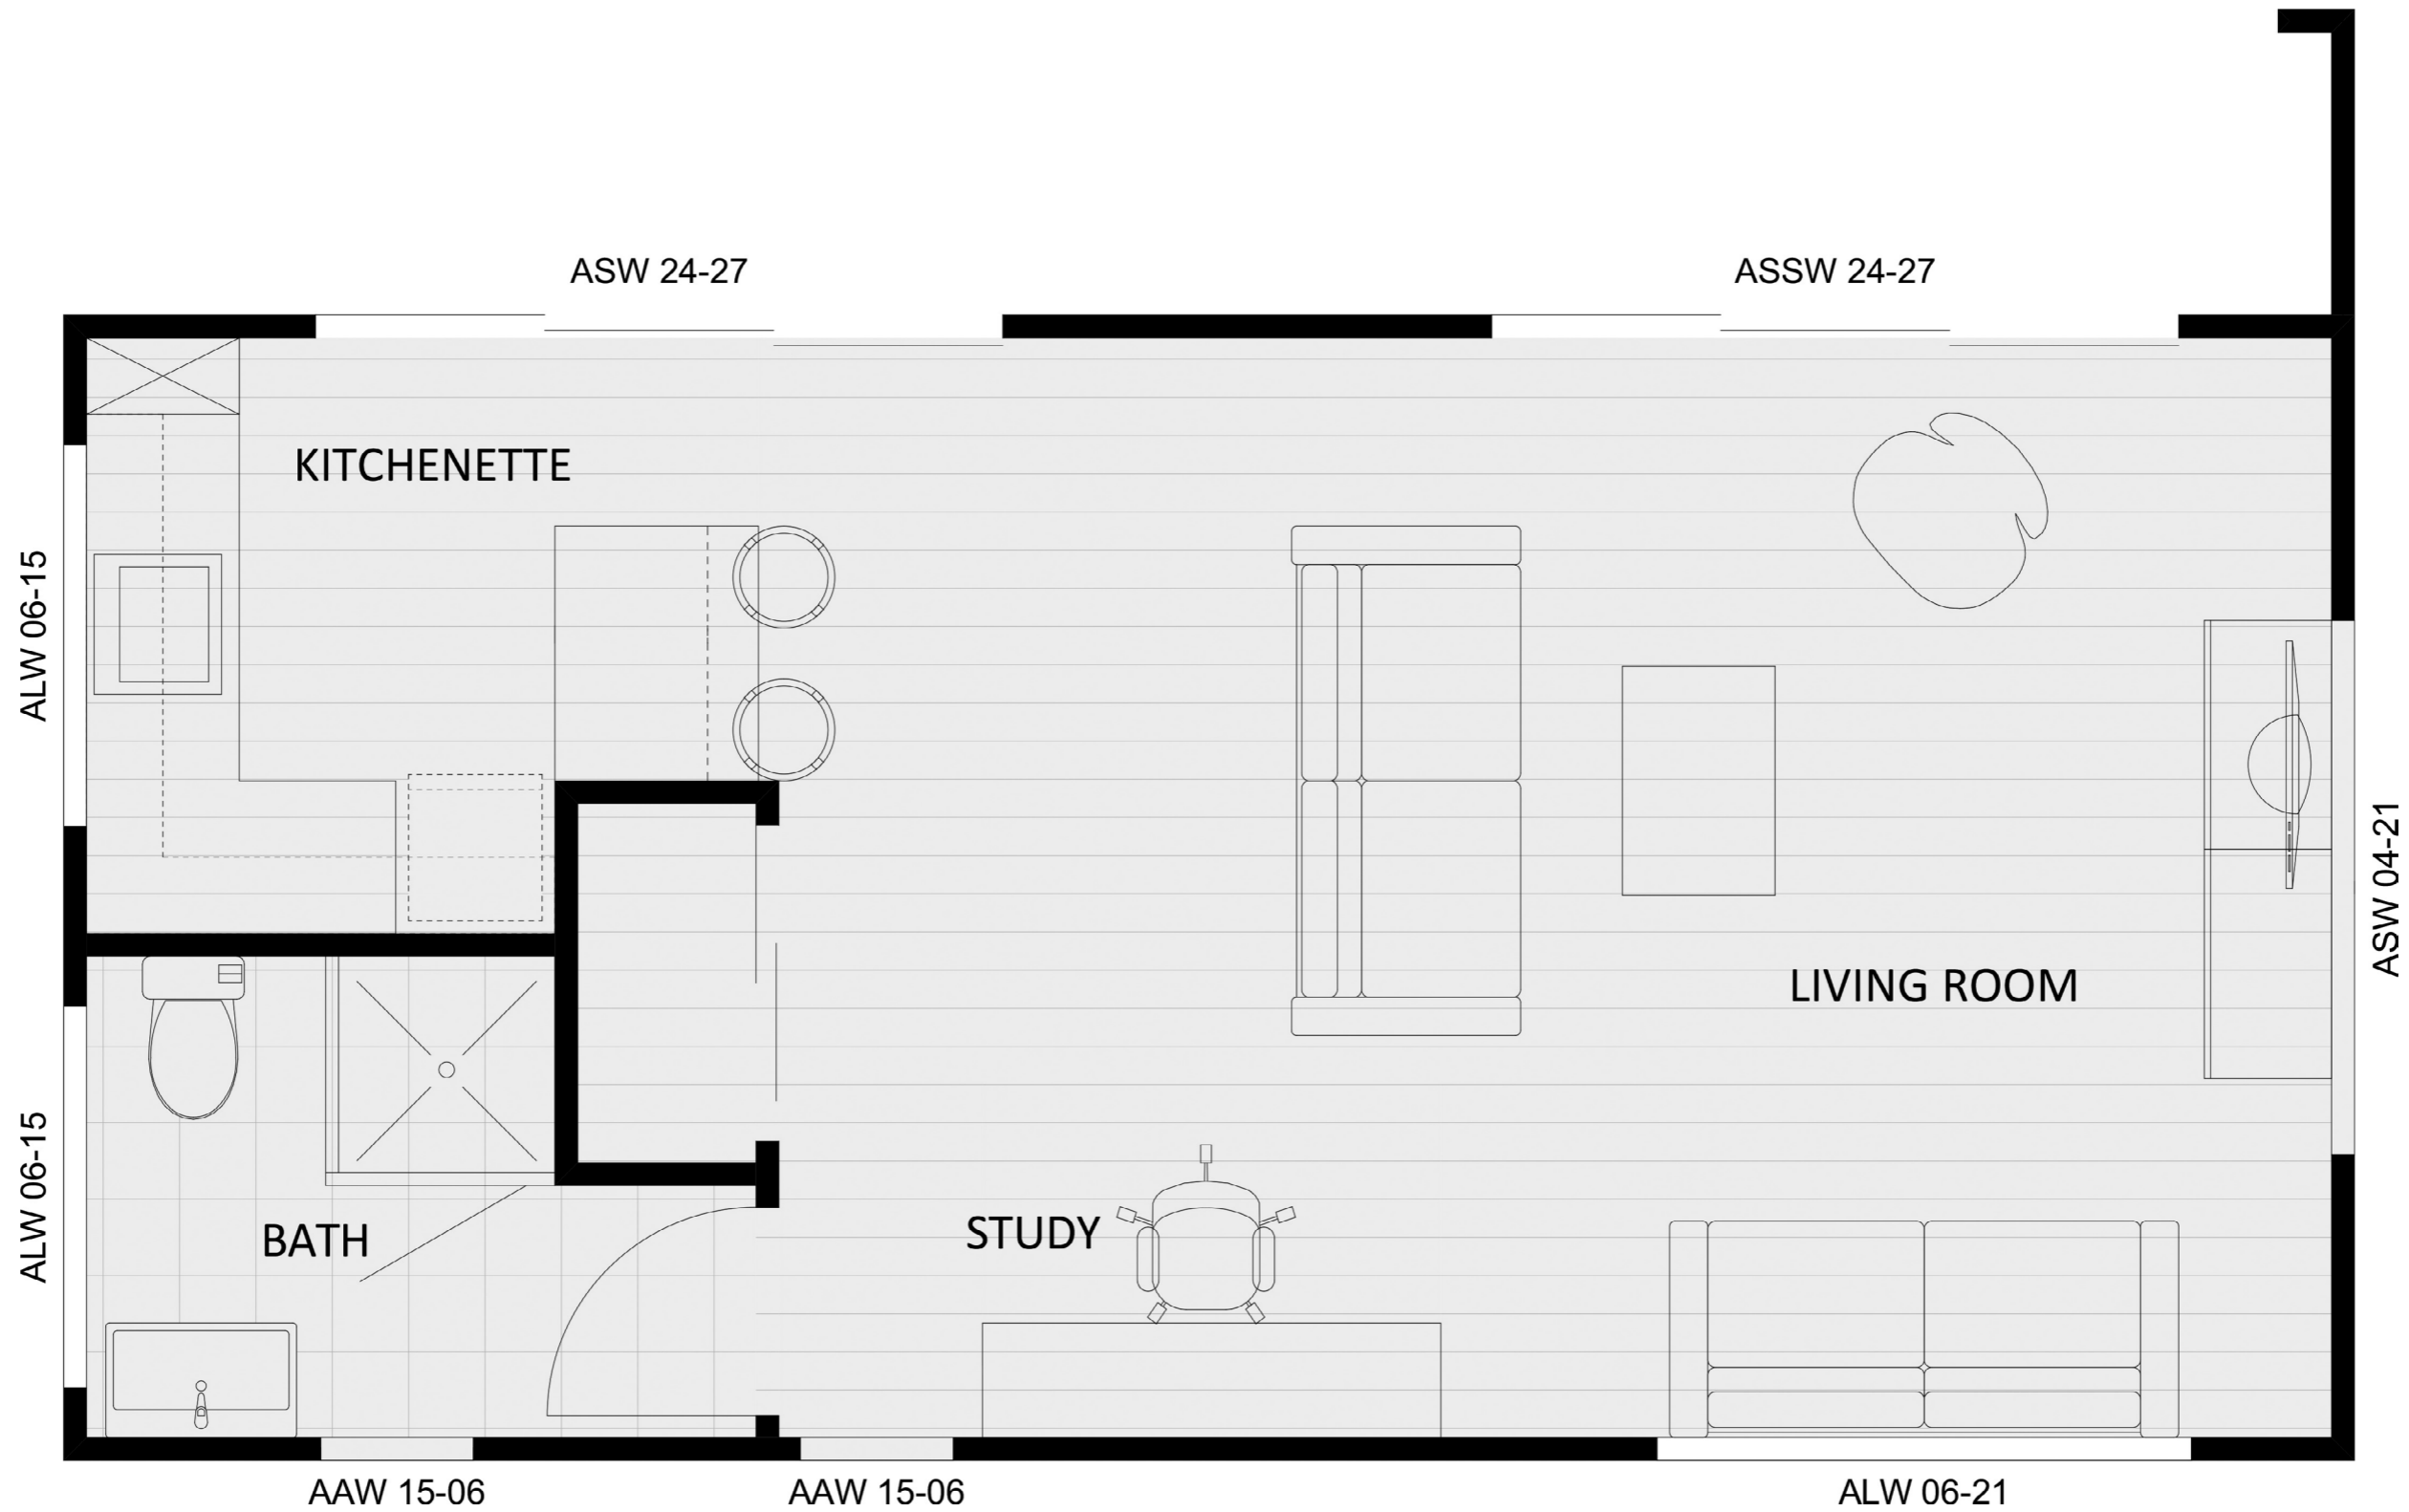 ASW 24-27
ASSW 24-27
KITCHENETTE
ALW 06-15
ASW 04-21
LIVING ROOM
ALW 06-15
BATH
STUDY
AAW 15-06
AAW 15-06
ALW 06-21